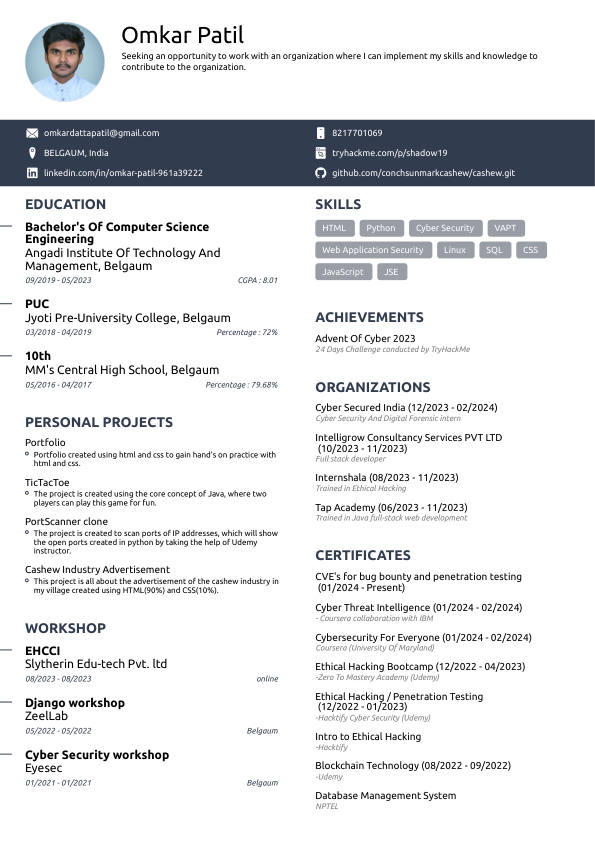 Omkar Patil
Seeking an opportunity to work with an organization where I can implement my skills and knowledge to
contribute to the organization.
omkardattapatil@gmail.com
8217701069
BELGAUM, India
tryhackme.com/p/shadow19
linkedin.com/in/omkar-patil-961a39222
github.com/conchsunmarkcashew/cashew.git
EDUCATION
Bachelor's Of Computer Science
Engineering
Angadi Institute Of Technology And
Management, Belgaum
09/2019 - 05/2023
CGPA : 8.01
PUC
Jyoti Pre-University College, Belgaum
03/2018 - 04/2019
Percentage : 72%
10th
MM's Central High School, Belgaum
05/2016 - 04/2017
Percentage : 79.68%
PERSONAL PROJECTS
Portfolio
Portfolio created using html and css to gain hand's on practice with
html and css.
TicTacToe
The project is created using the core concept of Java, where two
players can play this game for fun.
PortScanner clone
The project is created to scan ports of IP addresses, which will show
the open ports created in python by taking the help of Udemy
instructor.
Cashew Industry Advertisement
This project is all about the advertisement of the cashew industry in
my village created using HTML(90%) and CSS(10%).
WORKSHOP
EHCCI
Slytherin Edu-tech Pvt. ltd
08/2023 - 08/2023
online
Django workshop
ZeelLab
05/2022 - 05/2022
Belgaum
Cyber Security workshop
Eyesec
01/2021 - 01/2021
Belgaum
SKILLS
HTML Python Cyber Security VAPT
Web Application Security Linux SQL CSS
JavaScript JSE
ACHIEVEMENTS
Advent Of Cyber 2023
24 Days Challenge conducted by TryHackMe
ORGANIZATIONS
Cyber Secured India (12/2023 - 02/2024)
Cyber Security And Digital Forensic intern
Intelligrow Consultancy Services PVT LTD
(10/2023 - 11/2023)
Full stack developer
Internshala (08/2023 - 11/2023)
Trained in Ethical Hacking
Tap Academy (06/2023 - 11/2023)
Trained in Java full-stack web development
CERTIFICATES
CVE's for bug bounty and penetration testing
(01/2024 - Present)
Cyber Threat Intelligence (01/2024 - 02/2024)
- Coursera collaboration with IBM
Cybersecurity For Everyone (01/2024 - 02/2024)
Coursera (University Of Maryland)
Ethical Hacking Bootcamp (12/2022 - 04/2023)
-Zero To Mastery Academy (Udemy)
Ethical Hacking / Penetration Testing
(12/2022 - 01/2023)
-Hacktify Cyber Security (Udemy)
Intro to Ethical Hacking
-Hacktify
Blockchain Technology (08/2022 - 09/2022)
-Udemy
Database Management System
NPTEL